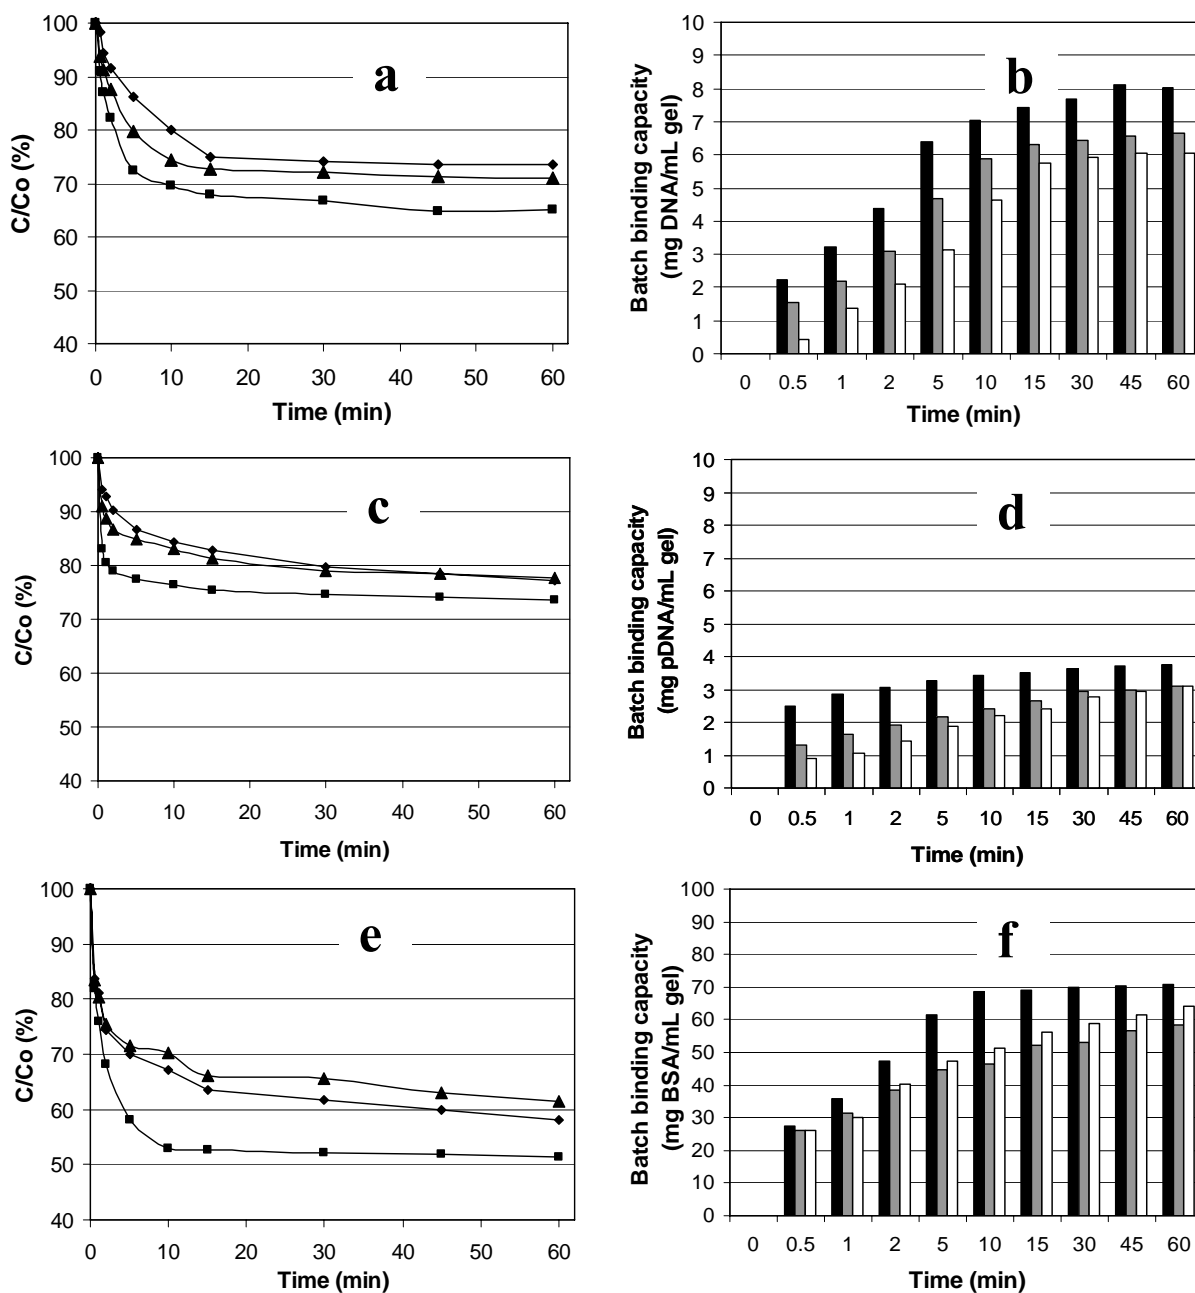 100
90
80
70
60
50
40
C/Co (%)
0 10 20 30 40 50 60
Time (min)
a
10
9
8
7
6
5
4
3
2
1
0
Batch binding capacity
(mg DNA/mL gel)
0 0.5 1 2 5 10 15 30 45 60
Time (min)
b
100
90
80
70
60
50
40
C/Co (%)
0 10 20 30 40 50 60
Time (min)
c
10
9
8
7
6
5
4
3
2
1
0
Batch binding capacity
(mg pDNA/mL gel)
0 0.5 1 2 5 10 15 30 45 60
Time (min)
d
100
90
80
70
60
50
40
C/Co (%)
0 10 20 30 40 50 60
Time (min)
e
100
90
80
70
60
50
40
30
20
10
0
Batch binding capacity
(mg BSA/mL gel)
0 0.5 1 2 5 10 15 30 45 60
Time (min)
f